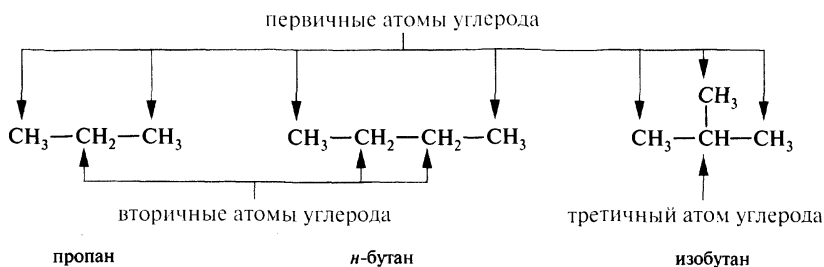 первичные атомы углерода
CH₃
CH₃—CH₂—CH₃ CH₃—CH₂—CH₂—CH₃ CH₃—CH—CH₃
вторичные атомы углерода третичный атом углерода
пропан н-бутан изобутан